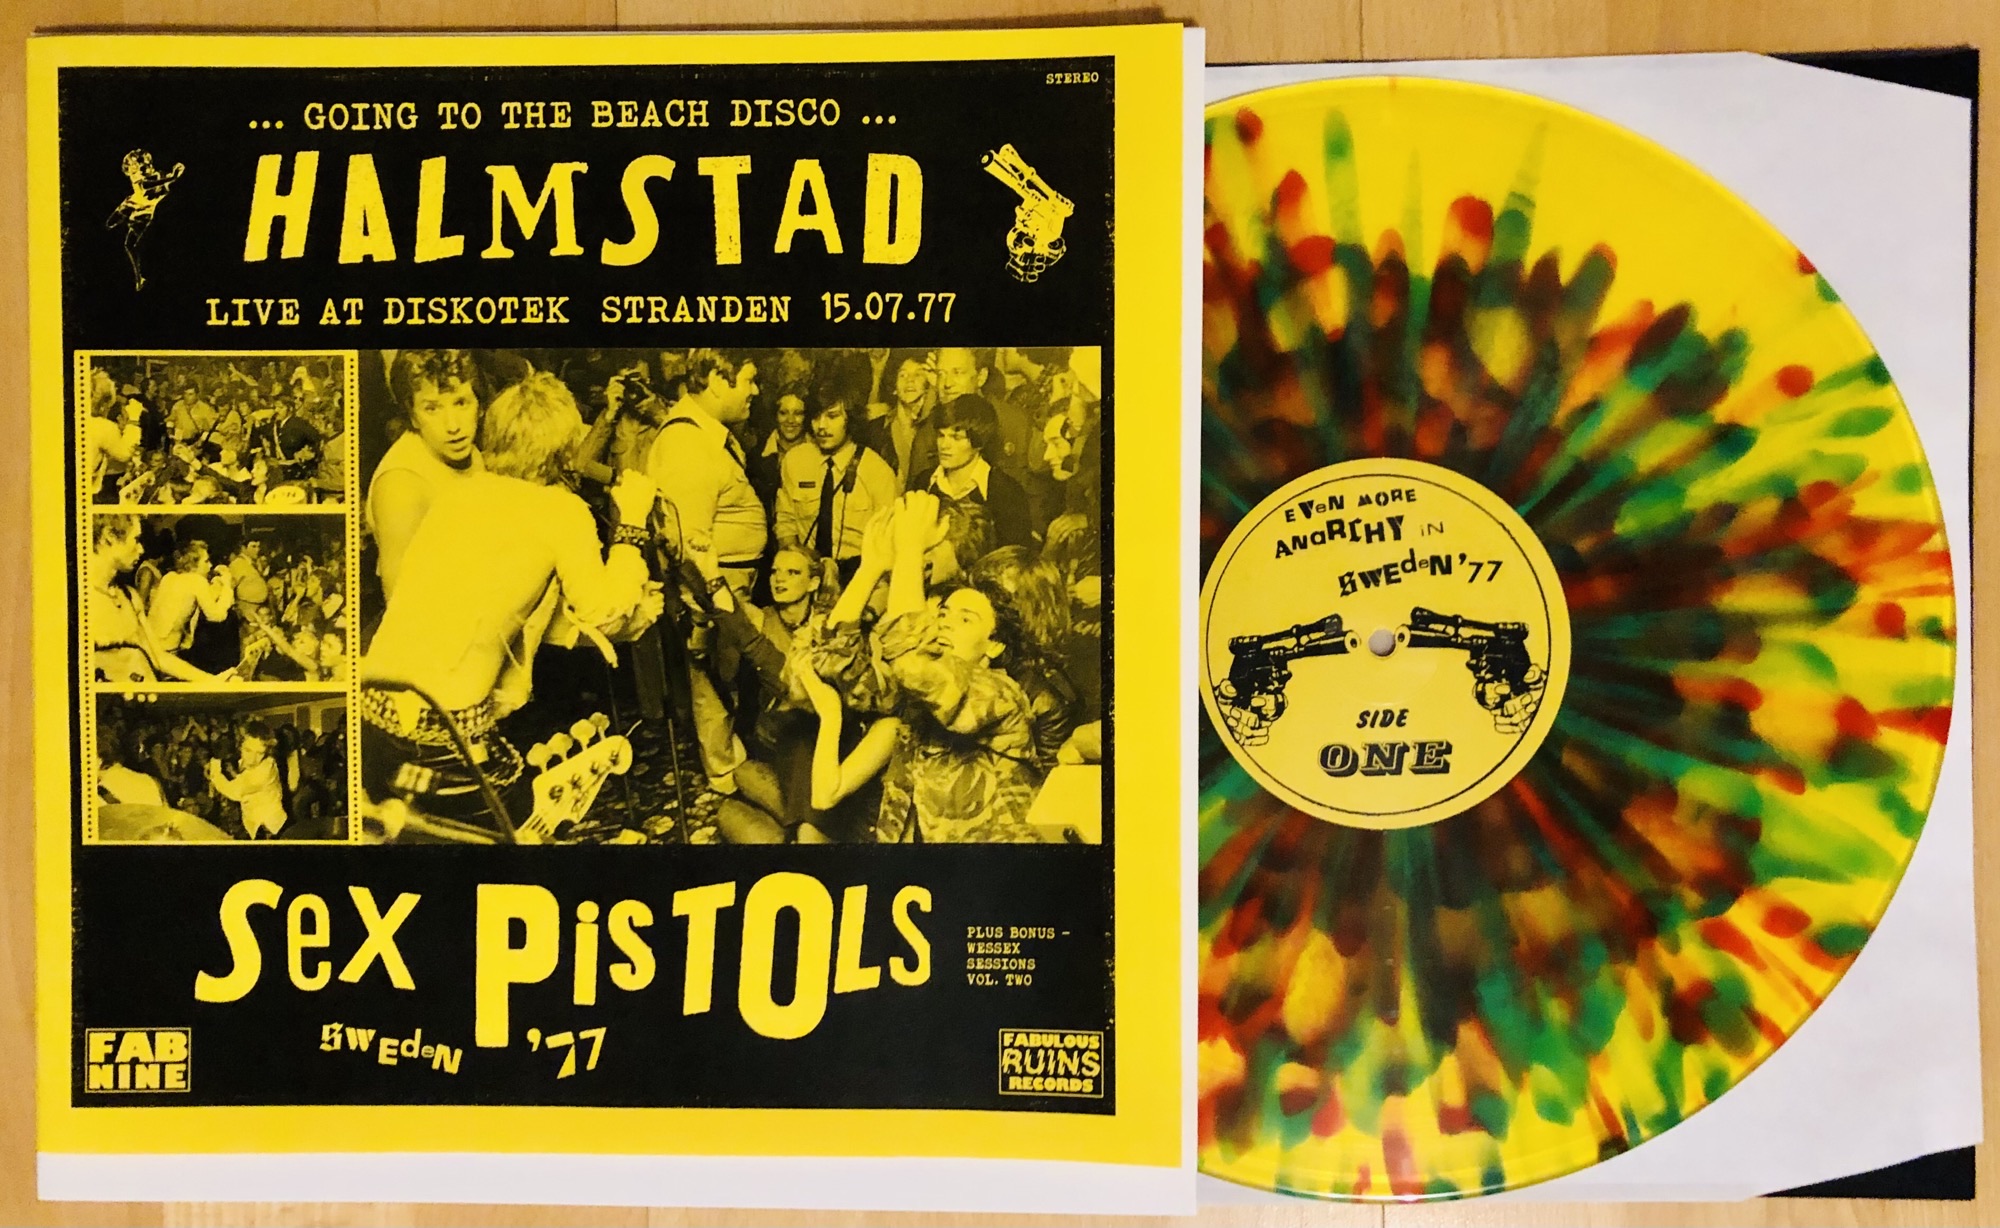 STEREO
... GOING TO THE BEACH DISCO ...
HALMSTAD
LIVE AT DISKOTEK STRANDEN 15.07.77
SeX PiSTOLS
PLUS BONUS -
WESSEX
SESSIONS
VOL. TWO
SWEdeN '77
FAB
NINE
FABULOUS
RUINS
RECORDS
EVeN MORE
ANaRCHY iN
SWEdeN'77
SIDE
ONE